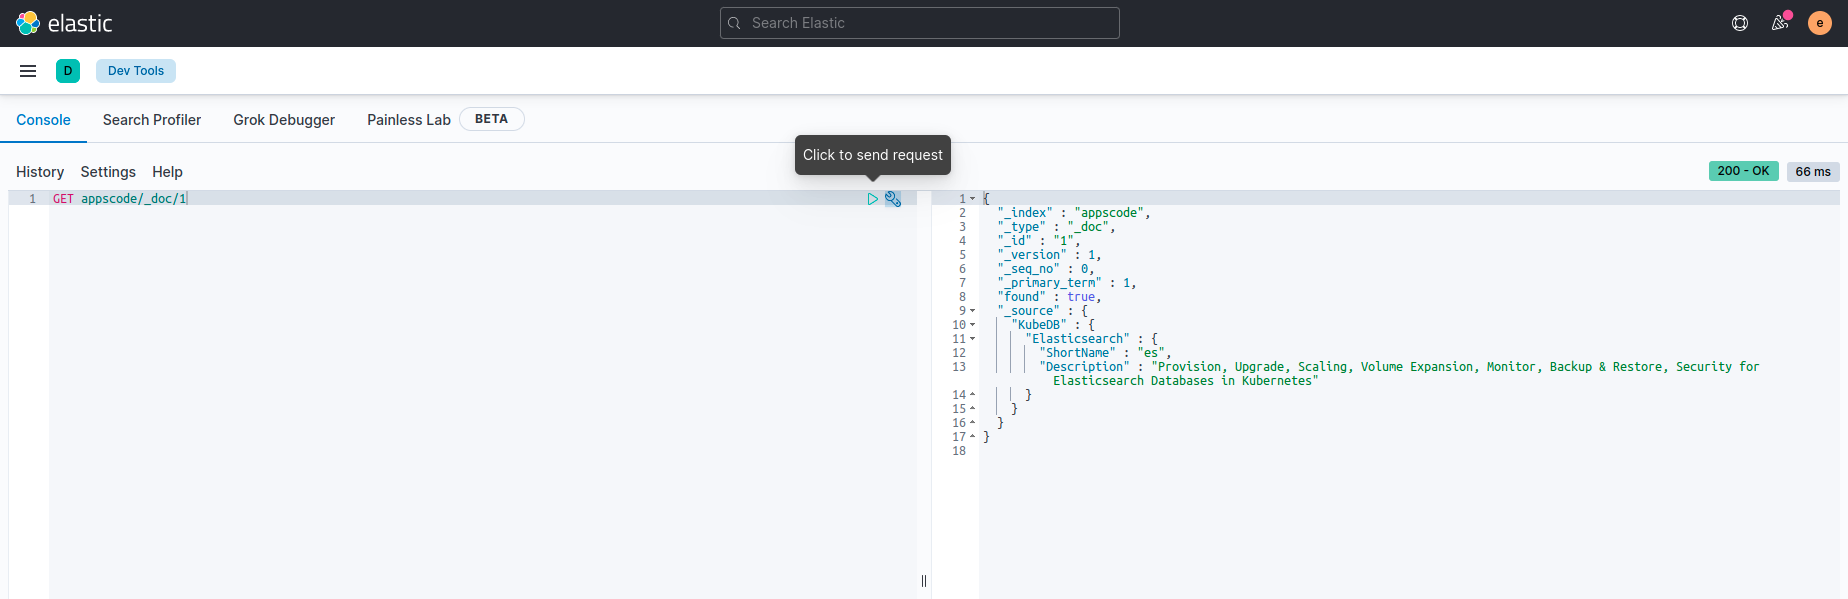 elastic
Search Elastic
e
D
Dev Tools
Console
Search Profiler
Grok Debugger
Painless Lab
BETA
Click to send request
History
Settings
Help
200 - OK
66 ms
1 GET appscode/_doc/1
1 {
2 "_index" : "appscode",
3 "_type" : "_doc",
4 "_id" : "1",
5 "_version" : 1,
6 "_seq_no" : 0,
7 "_primary_term" : 1,
8 "found" : true,
9 "_source" : {
10 "KubeDB" : {
11 "Elasticsearch" : {
12 "ShortName" : "es",
13 "Description" : "Provision, Upgrade, Scaling, Volume Expansion, Monitor, Backup & Restore, Security for
Elasticsearch Databases in Kubernetes"
14 }
15 }
16 }
17 }
18